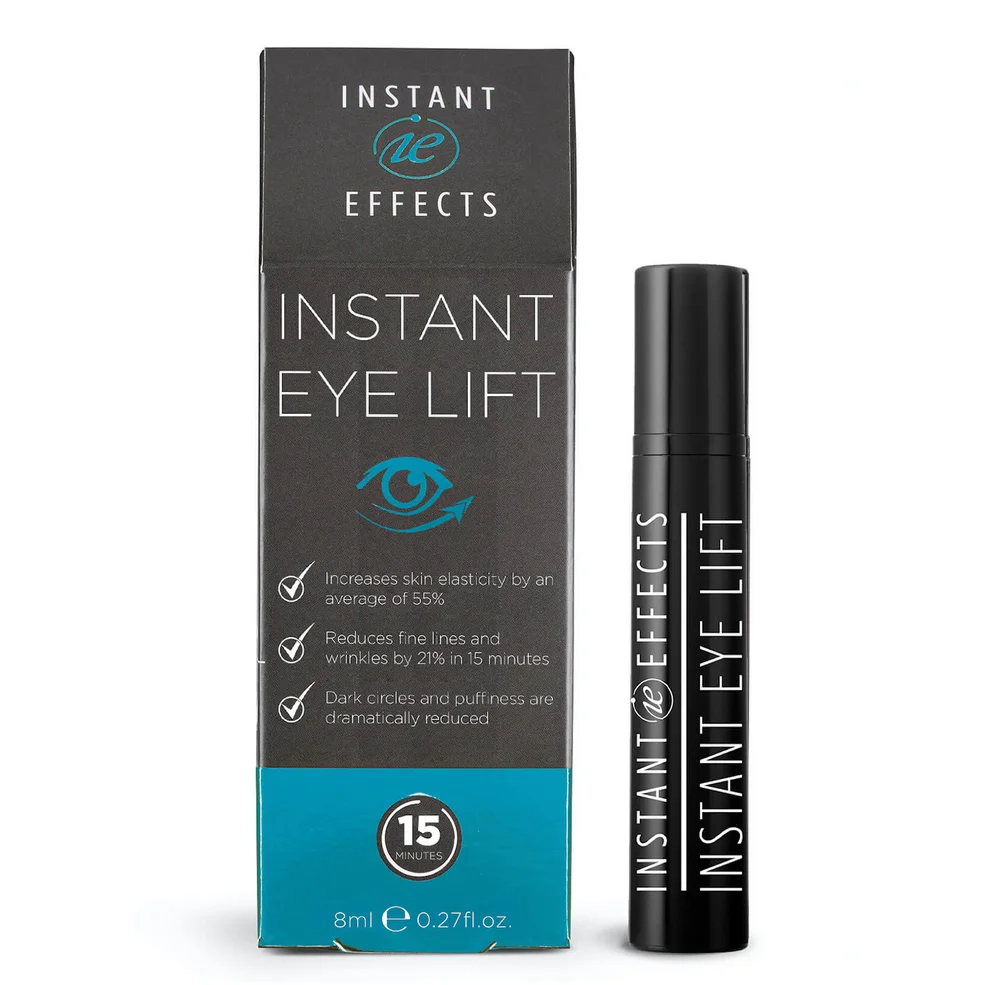 INSTANT
ie
EFFECTS
INSTANT
EYE LIFT
Increases skin elasticity by an
average of 55%
Reduces fine lines and
wrinkles by 21% in 15 minutes
Dark circles and puffiness are
dramatically reduced
15
MINUTES
8ml ℮ 0.27fl.oz.
INSTANT ie EFFECTS
INSTANT EYE LIFT